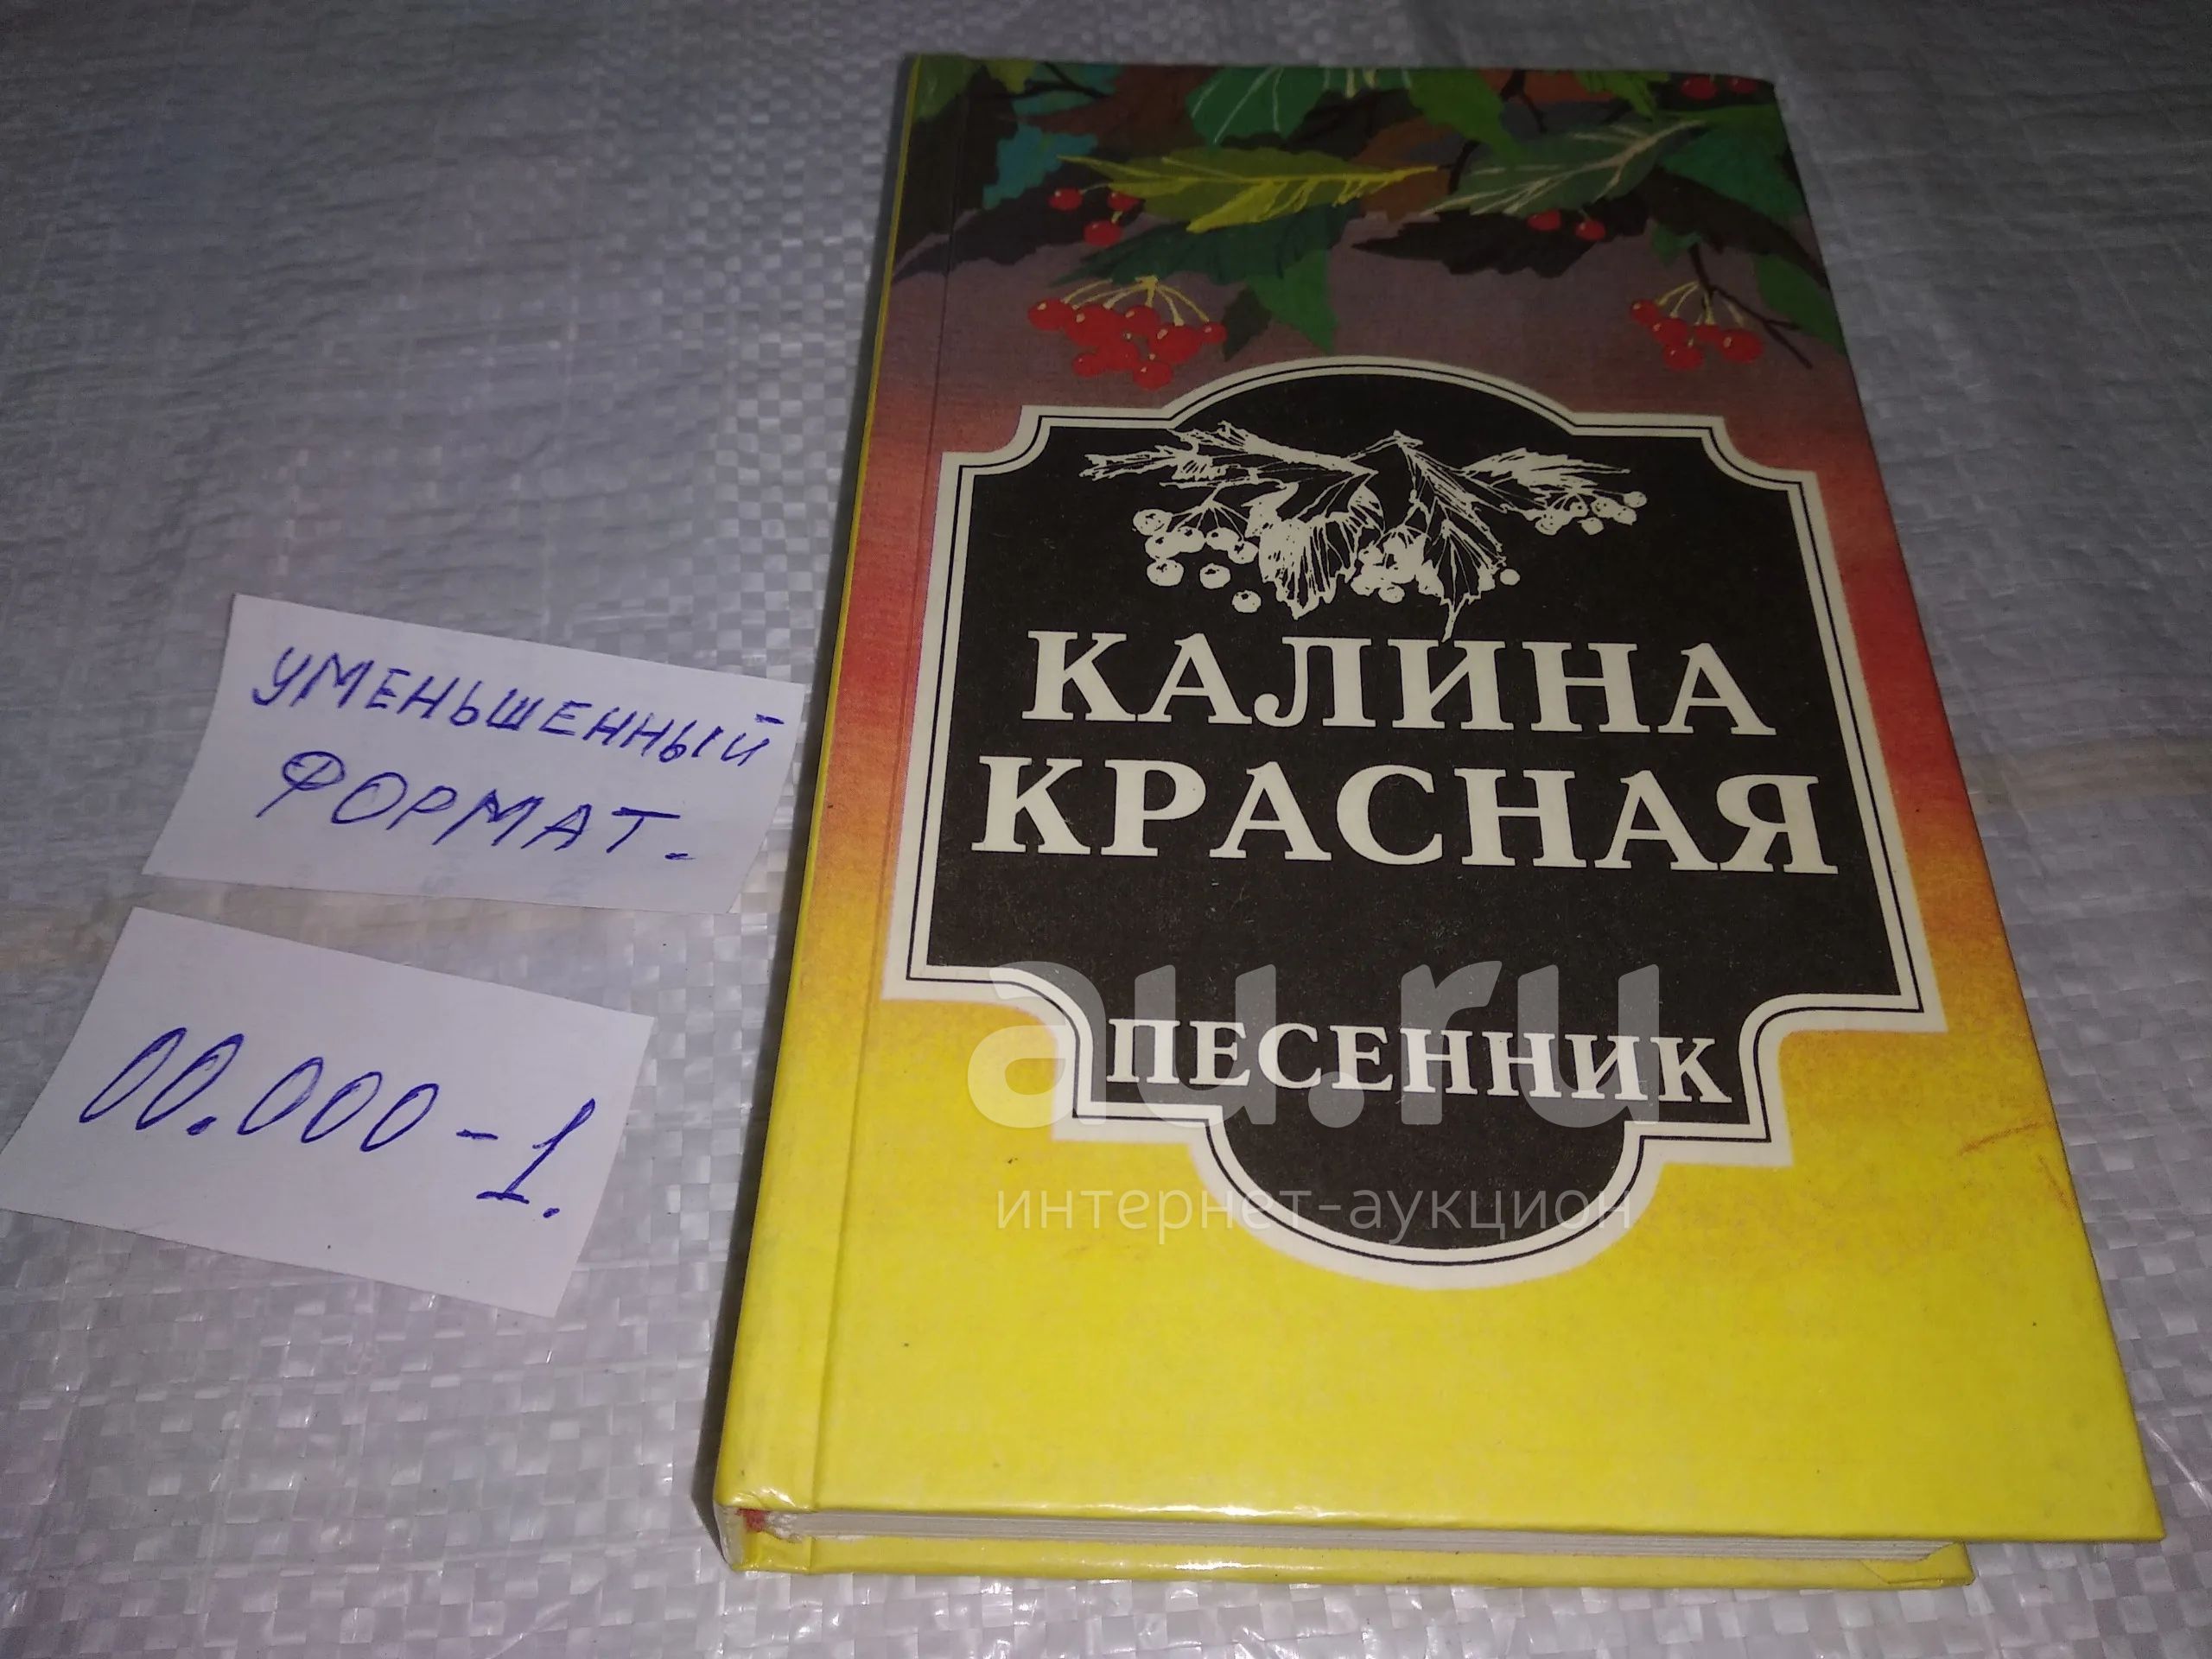 КАЛИНА
КРАСНАЯ
ПЕСЕННИК
УМЕНЬШЕННЫЙ
ФОРМАТ.
00.000-1.
au.ru
интернет-аукцион